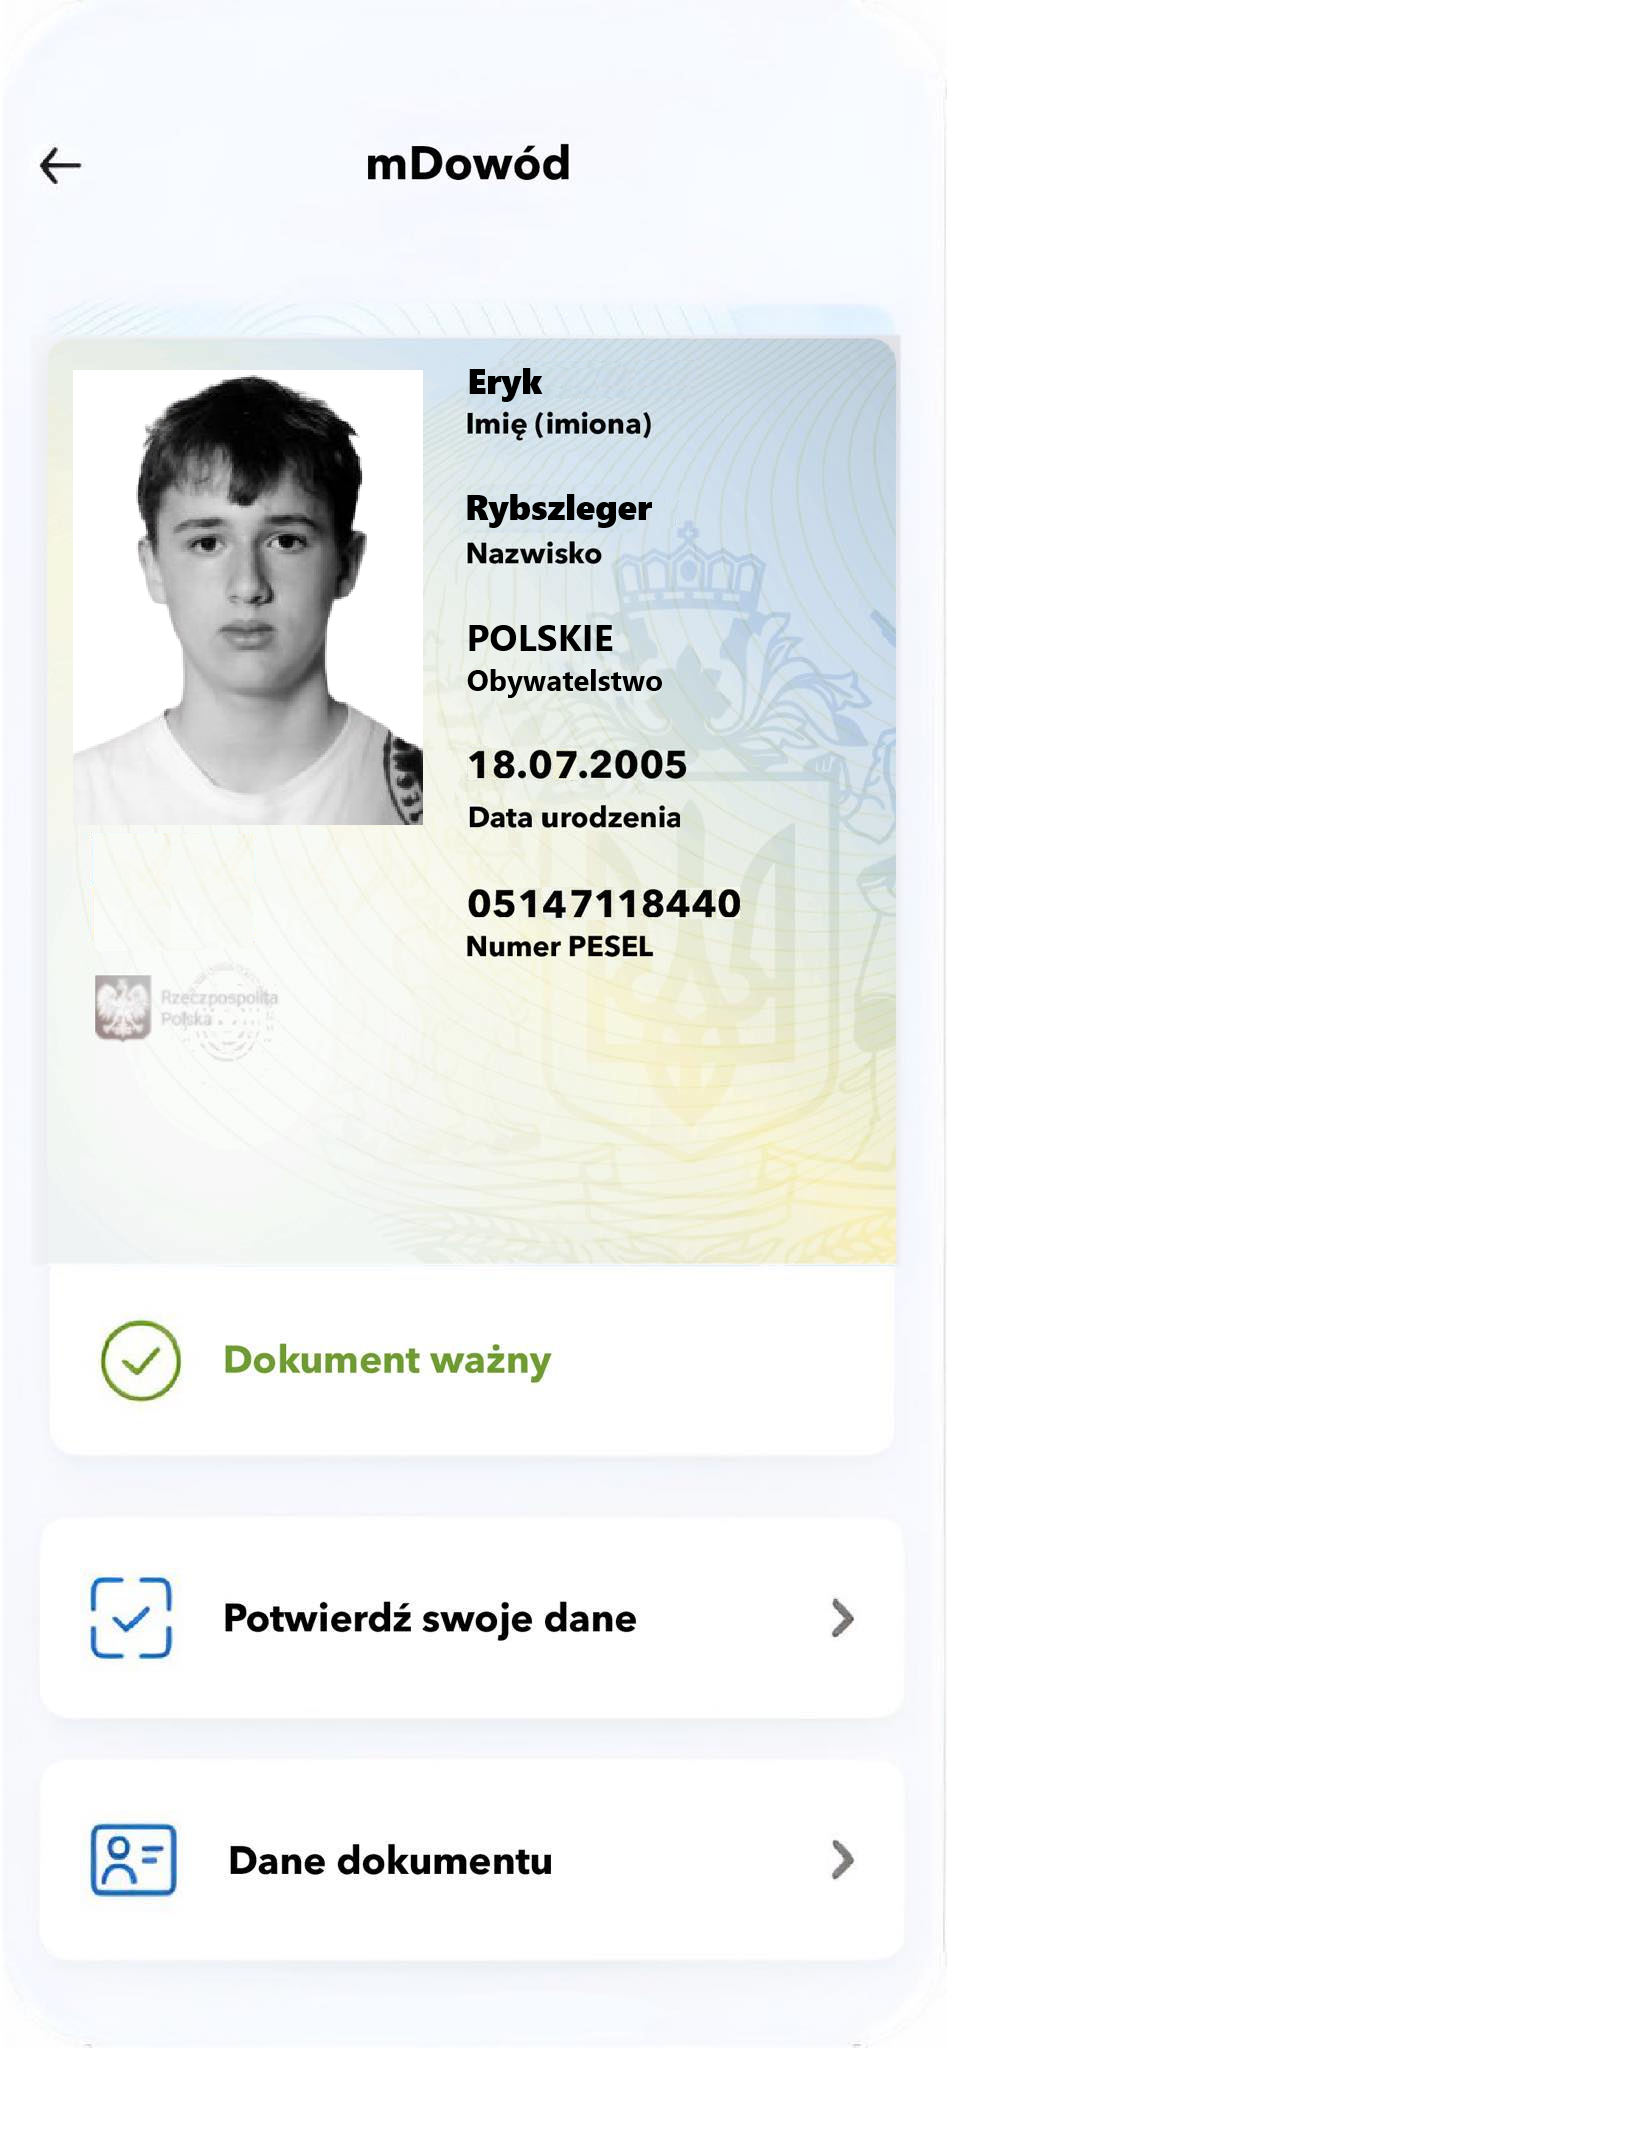 mDowód
Eryk
Imię (imiona)
Rybszleger
Nazwisko
POLSKIE
Obywatelstwo
18.07.2005
Data urodzenia
05147118440
Numer PESEL
Rzeczpospolita
Polska
Dokument ważny
Potwierdź swoje dane
Dane dokumentu